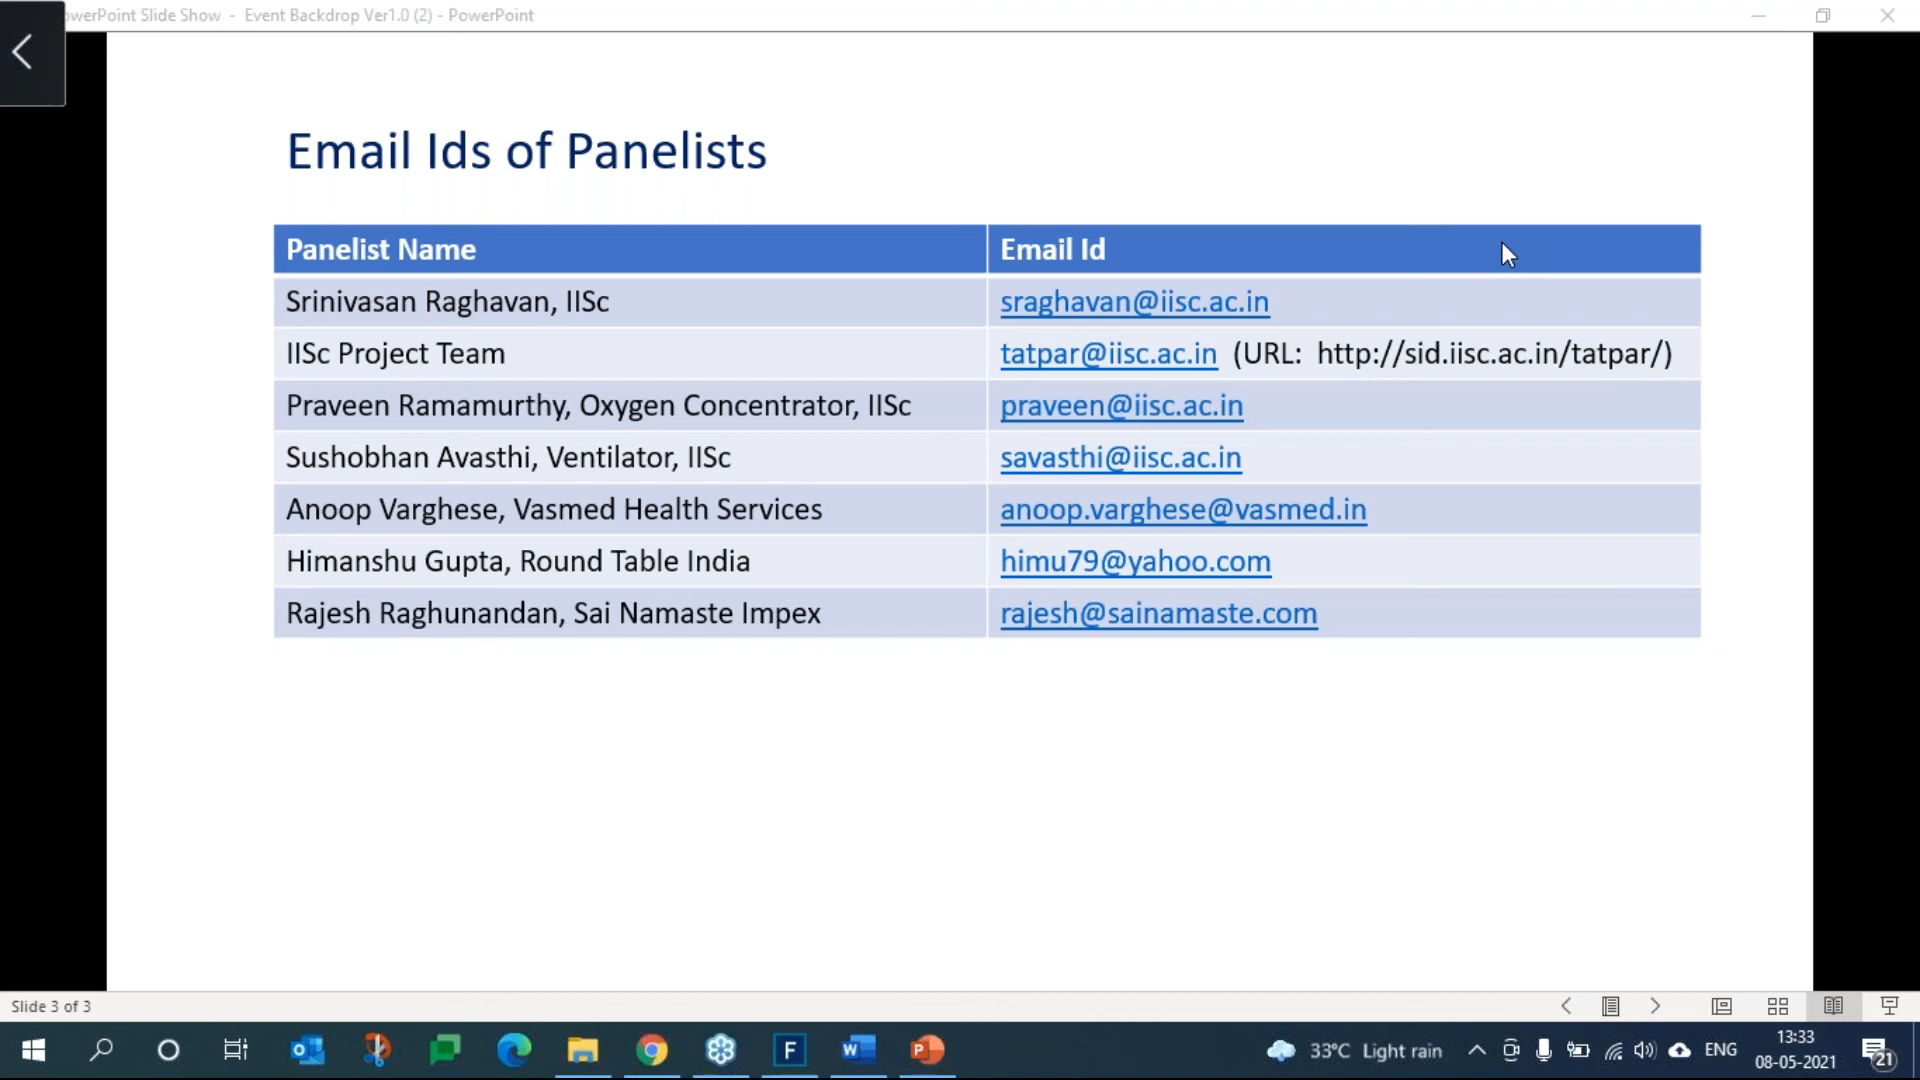 owerPoint Slide Show - Event Backdrop Ver1.0 (2) - PowerPoint
Email Ids of Panelists
Panelist Name Email Id
Srinivasan Raghavan, IISc sraghavan@iisc.ac.in
IISc Project Team tatpar@iisc.ac.in (URL: http://sid.iisc.ac.in/tatpar/)
Praveen Ramamurthy, Oxygen Concentrator, IISc praveen@iisc.ac.in
Sushobhan Avasthi, Ventilator, IISc savasthi@iisc.ac.in
Anoop Varghese, Vasmed Health Services anoop.varghese@vasmed.in
Himanshu Gupta, Round Table India himu79@yahoo.com
Rajesh Raghunandan, Sai Namaste Impex rajesh@sainamaste.com
Slide 3 of 3
F W P 33°C Light rain ENG 13:33 21
08-05-2021